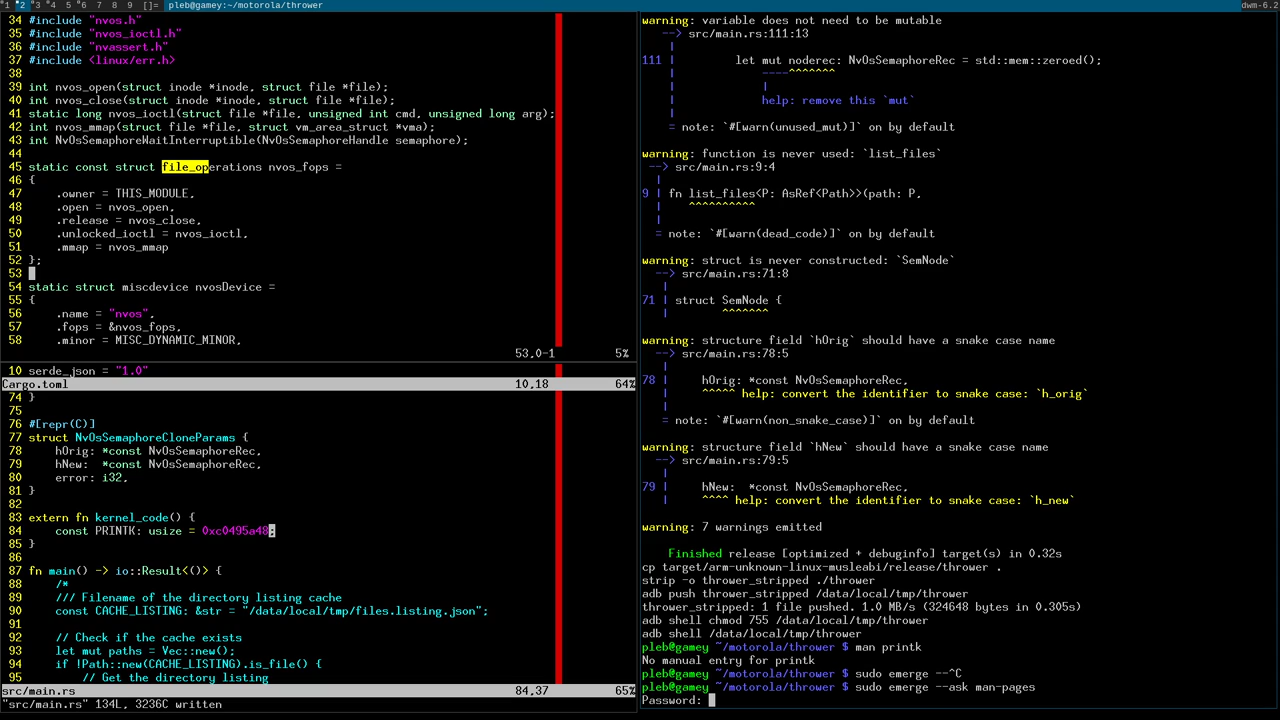 1 2 3 4 5 6 7 8 9 []= pleb@gamey:~/motorola/thrower dwm-6.2
34 #include "nvos.h"
35 #include "nvos_ioctl.h"
36 #include "nvassert.h"
37 #include <linux/err.h>
38
39 int nvos_open(struct inode *inode, struct file *file);
40 int nvos_close(struct inode *inode, struct file *file);
41 static long nvos_ioctl(struct file *file, unsigned int cmd, unsigned long arg);
42 int nvos_mmap(struct file *file, struct vm_area_struct *vma);
43 int NvOsSemaphoreWaitInterruptible(NvOsSemaphoreHandle semaphore);
44
45 static const struct file_operations nvos_fops =
46 {
47     .owner = THIS_MODULE,
48     .open = nvos_open,
49     .release = nvos_close,
50     .unlocked_ioctl = nvos_ioctl,
51     .mmap = nvos_mmap
52 };
53
54 static struct miscdevice nvosDevice =
55 {
56     .name = "nvos",
57     .fops = &nvos_fops,
58     .minor = MISC_DYNAMIC_MINOR,
53,0-1 5%
10 serde_json = "1.0"
Cargo.toml 10,18 64%
74 }
75
76 #[repr(C)]
77 struct NvOsSemaphoreCloneParams {
78     hOrig: *const NvOsSemaphoreRec,
79     hNew:  *const NvOsSemaphoreRec,
80     error: i32,
81 }
82
83 extern fn kernel_code() {
84     const PRINTK: usize = 0xc0495a48;
85 }
86
87 fn main() -> io::Result<()> {
88     /*
89     /// Filename of the directory listing cache
90     const CACHE_LISTING: &str = "/data/local/tmp/files.listing.json";
91
92     // Check if the cache exists
93     let mut paths = Vec::new();
94     if !Path::new(CACHE_LISTING).is_file() {
95         // Get the directory listing
src/main.rs 84,37 65%
"src/main.rs" 134L, 3236C written
warning: variable does not need to be mutable
   --> src/main.rs:111:13
    |
111 |         let mut noderec: NvOsSemaphoreRec = std::mem::zeroed();
    |             ----^^^^^^^
    |             |
    |             help: remove this `mut`
    |
    = note: `#[warn(unused_mut)]` on by default
warning: function is never used: `list_files`
 --> src/main.rs:9:4
  |
9 | fn list_files<P: AsRef<Path>>(path: P,
  |    ^^^^^^^^^^
  |
  = note: `#[warn(dead_code)]` on by default
warning: struct is never constructed: `SemNode`
  --> src/main.rs:71:8
   |
71 | struct SemNode {
   |        ^^^^^^^
warning: structure field `hOrig` should have a snake case name
  --> src/main.rs:78:5
   |
78 |     hOrig: *const NvOsSemaphoreRec,
   |     ^^^^^ help: convert the identifier to snake case: `h_orig`
   |
   = note: `#[warn(non_snake_case)]` on by default
warning: structure field `hNew` should have a snake case name
  --> src/main.rs:79:5
   |
79 |     hNew:  *const NvOsSemaphoreRec,
   |     ^^^^ help: convert the identifier to snake case: `h_new`
warning: 7 warnings emitted
    Finished release [optimized + debuginfo] target(s) in 0.32s
cp target/arm-unknown-linux-musleabi/release/thrower .
strip -o thrower_stripped ./thrower
adb push thrower_stripped /data/local/tmp/thrower
thrower_stripped: 1 file pushed. 1.0 MB/s (324648 bytes in 0.305s)
adb shell chmod 755 /data/local/tmp/thrower
adb shell /data/local/tmp/thrower
pleb@gamey ~/motorola/thrower $ man printk
No manual entry for printk
pleb@gamey ~/motorola/thrower $ sudo emerge --^C
pleb@gamey ~/motorola/thrower $ sudo emerge --ask man-pages
Password: